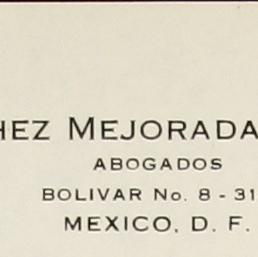 HEZ MEJORADA
ABOGADOS
BOLIVAR No. 8 - 31
MEXICO, D. F.